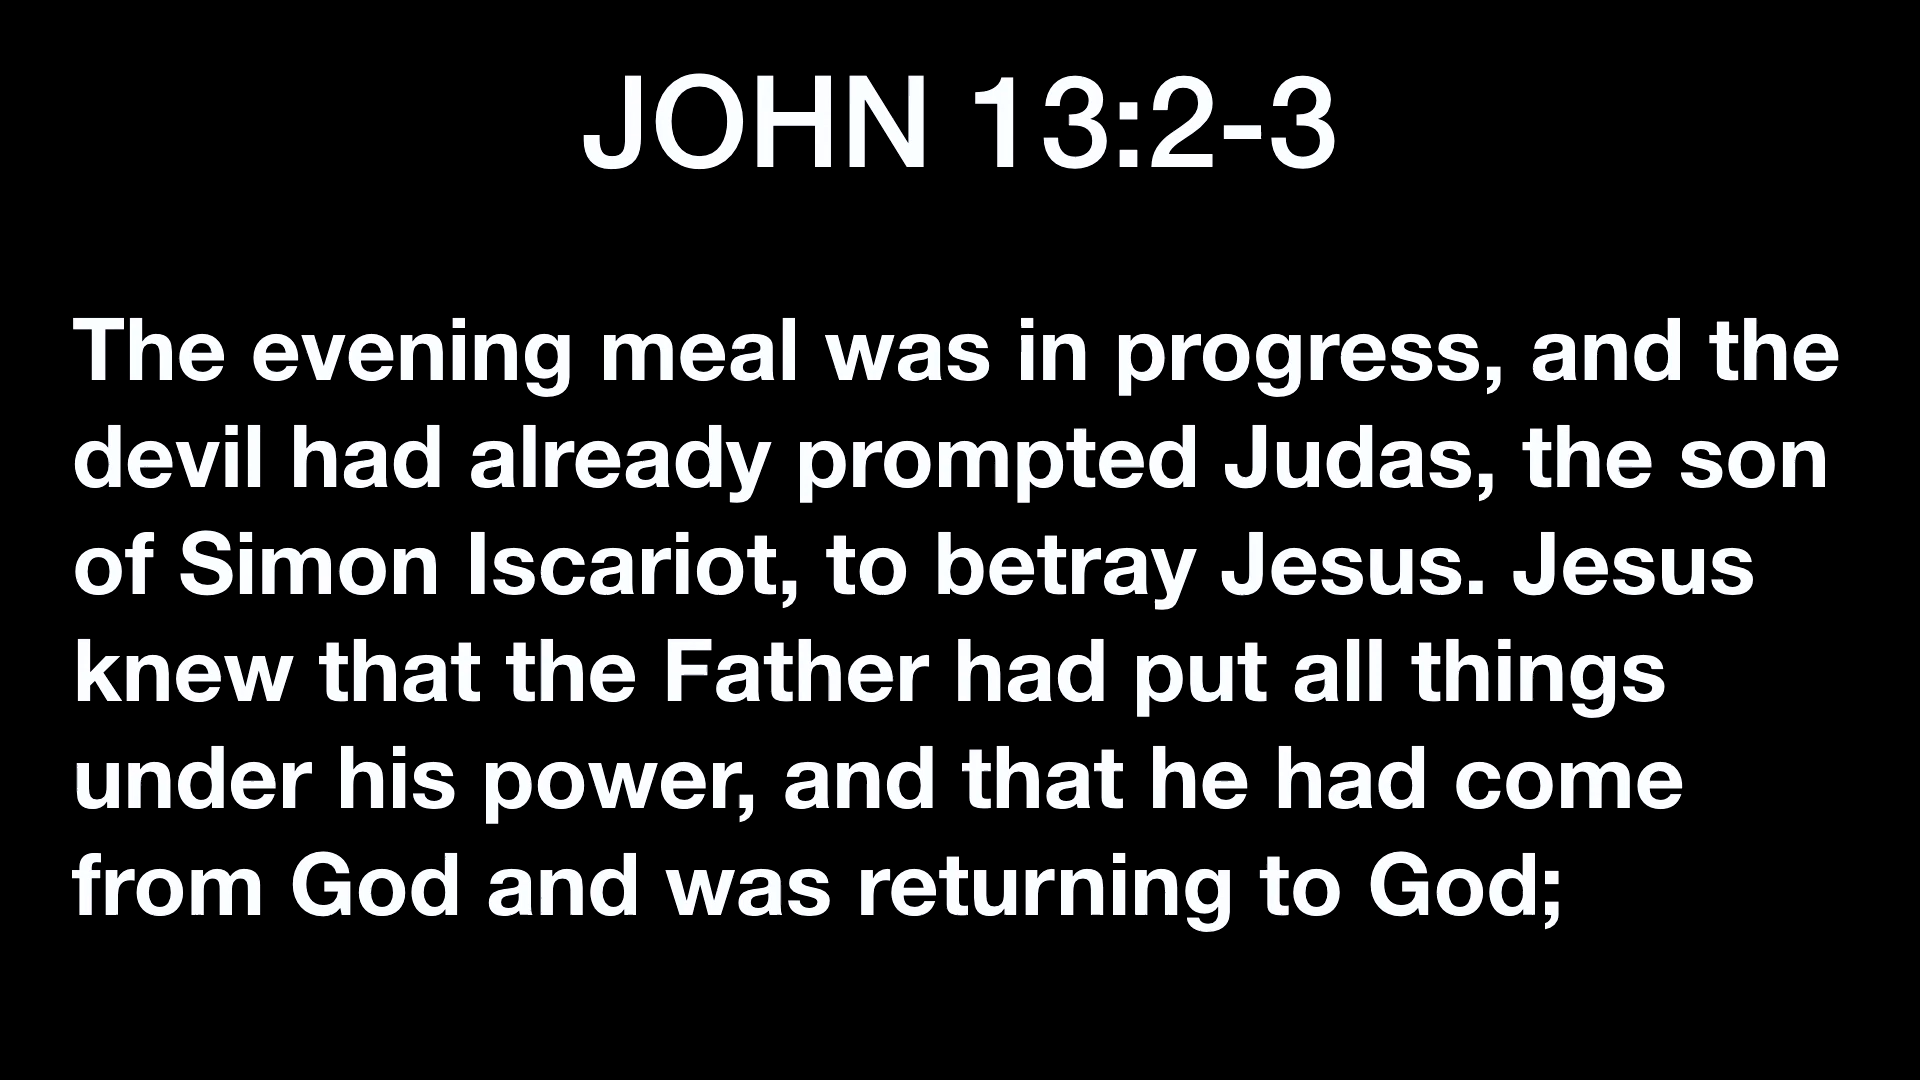 JOHN 13:2-3
The evening meal was in progress, and the
devil had already prompted Judas, the son
of Simon Iscariot, to betray Jesus. Jesus
knew that the Father had put all things
under his power, and that he had come
from God and was returning to God;